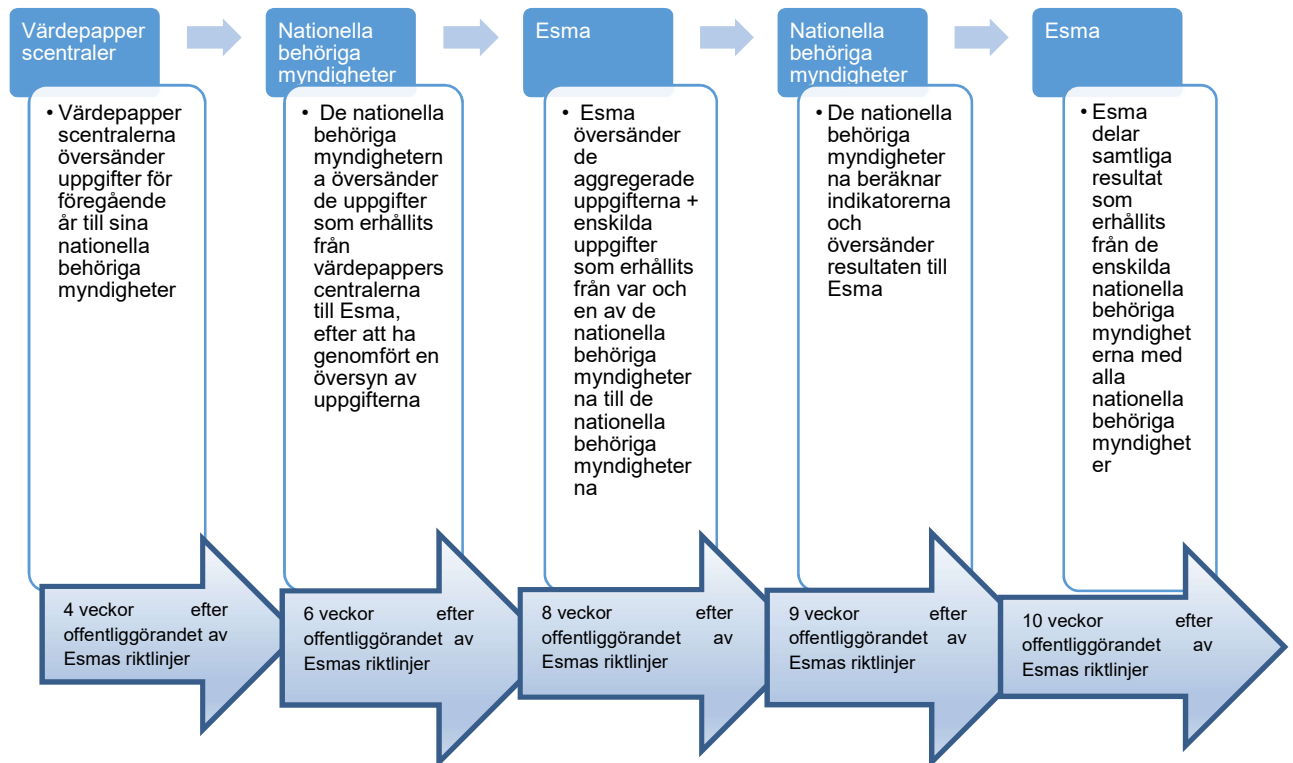 Värdepapper
scentraler
Nationella
behöriga
myndigheter
Esma
Nationella
behöriga
myndigheter
Esma
• Värdepapper
scentralerna
översänder
uppgifter för
föregående
år till sina
nationella
behöriga
myndigheter
• De nationella
behöriga
myndighetern
a översänder
de uppgifter
som erhållits
från
värdepappers
centralerna
till Esma,
efter att ha
genomfört en
översyn av
uppgifterna
• Esma
översänder
de
aggregerade
uppgifterna +
enskilda
uppgifter
som erhållits
från var och
en av de
nationella
behöriga
myndigheter
na till de
nationella
behöriga
myndigheter
na
• De nationella
behöriga
myndigheter
na beräknar
indikatorerna
och
översänder
resultaten till
Esma
• Esma
delar
samtliga
resultat
som
erhållits
från de
enskilda
nationella
behöriga
myndighet
erna med
alla
nationella
behöriga
myndighet
er
4 veckor efter
offentliggörandet av
Esmas riktlinjer
6 veckor efter
offentliggörandet av
Esmas riktlinjer
8 veckor efter
offentliggörandet av
Esmas riktlinjer
9 veckor efter
offentliggörandet av
Esmas riktlinjer
10 veckor efter
offentliggörandet av
Esmas riktlinjer